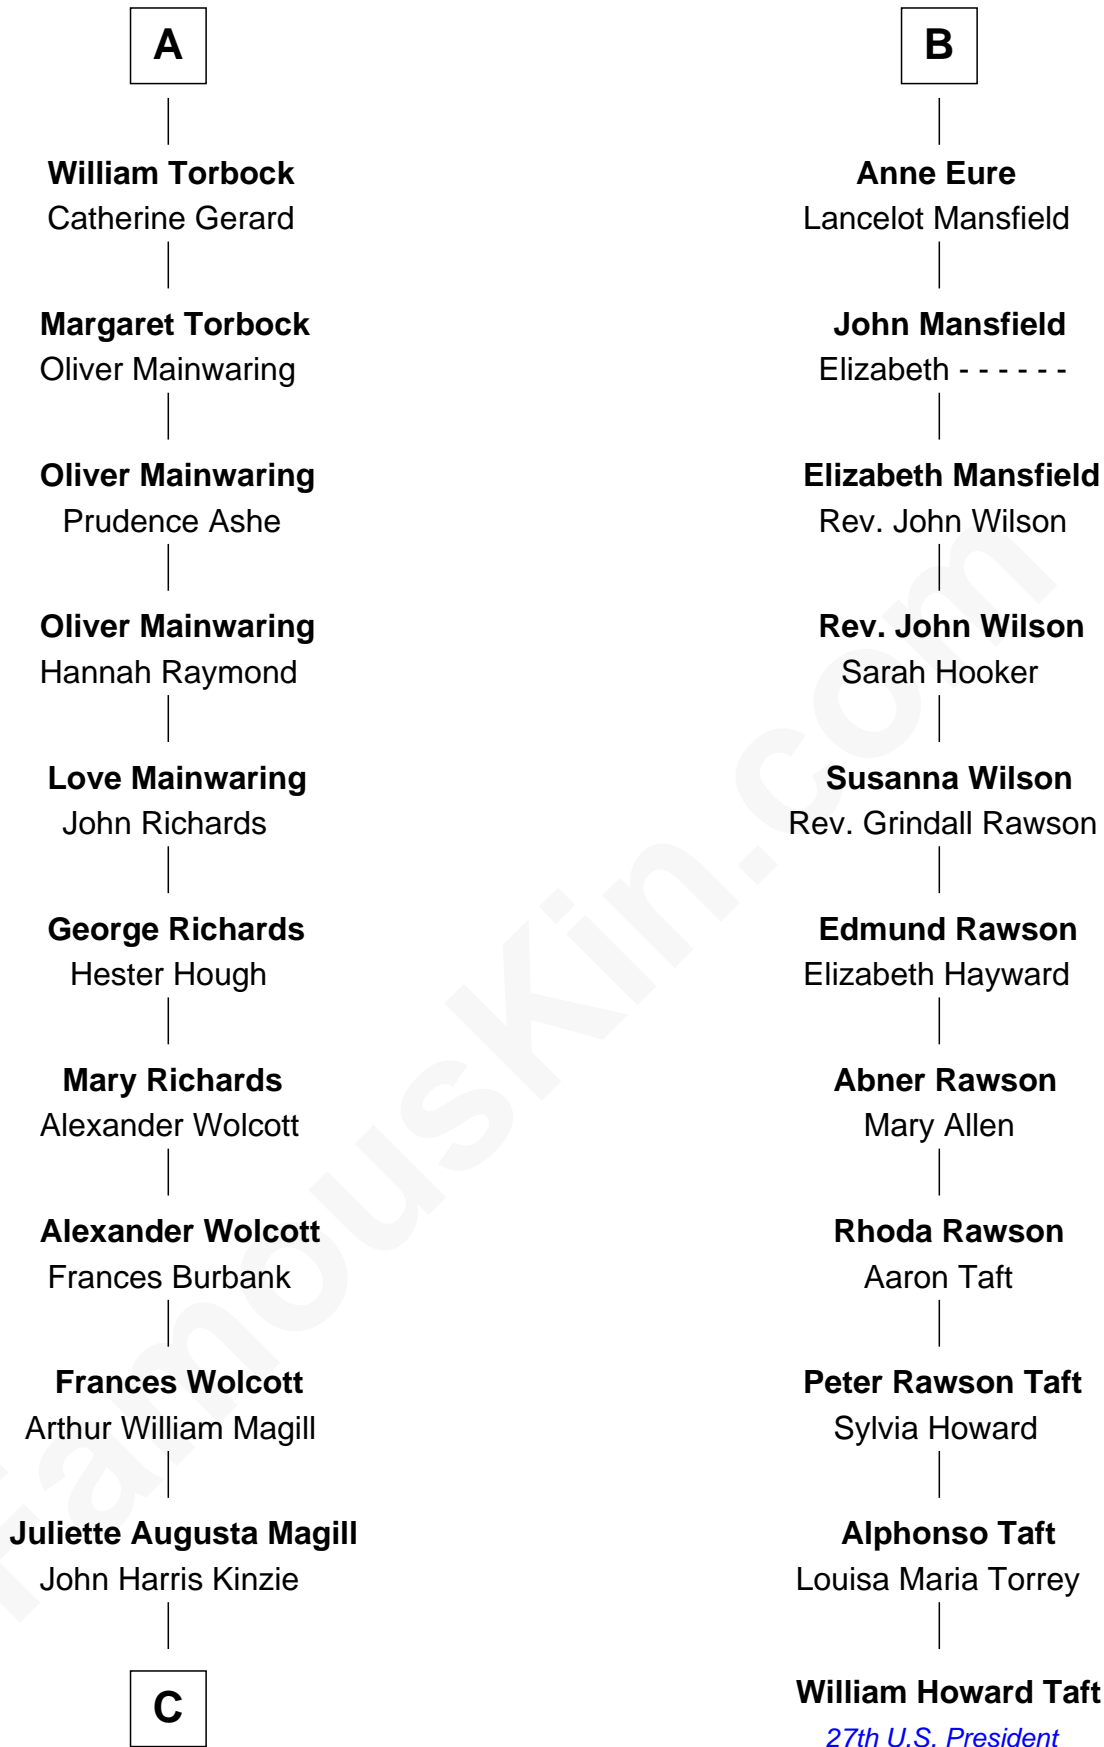 A
William Torbock
Catherine Gerard
Margaret Torbock
Oliver Mainwaring
Oliver Mainwaring
Prudence Ashe
Oliver Mainwaring
Hannah Raymond
Love Mainwaring
John Richards
George Richards
Hester Hough
Mary Richards
Alexander Wolcott
Alexander Wolcott
Frances Burbank
Frances Wolcott
Arthur William Magill
Juliette Augusta Magill
John Harris Kinzie
C
B
Anne Eure
Lancelot Mansfield
John Mansfield
Elizabeth - - - - - -
Elizabeth Mansfield
Rev. John Wilson
Rev. John Wilson
Sarah Hooker
Susanna Wilson
Rev. Grindall Rawson
Edmund Rawson
Elizabeth Hayward
Abner Rawson
Mary Allen
Rhoda Rawson
Aaron Taft
Peter Rawson Taft
Sylvia Howard
Alphonso Taft
Louisa Maria Torrey
William Howard Taft
27th U.S. President
FamousKin.com